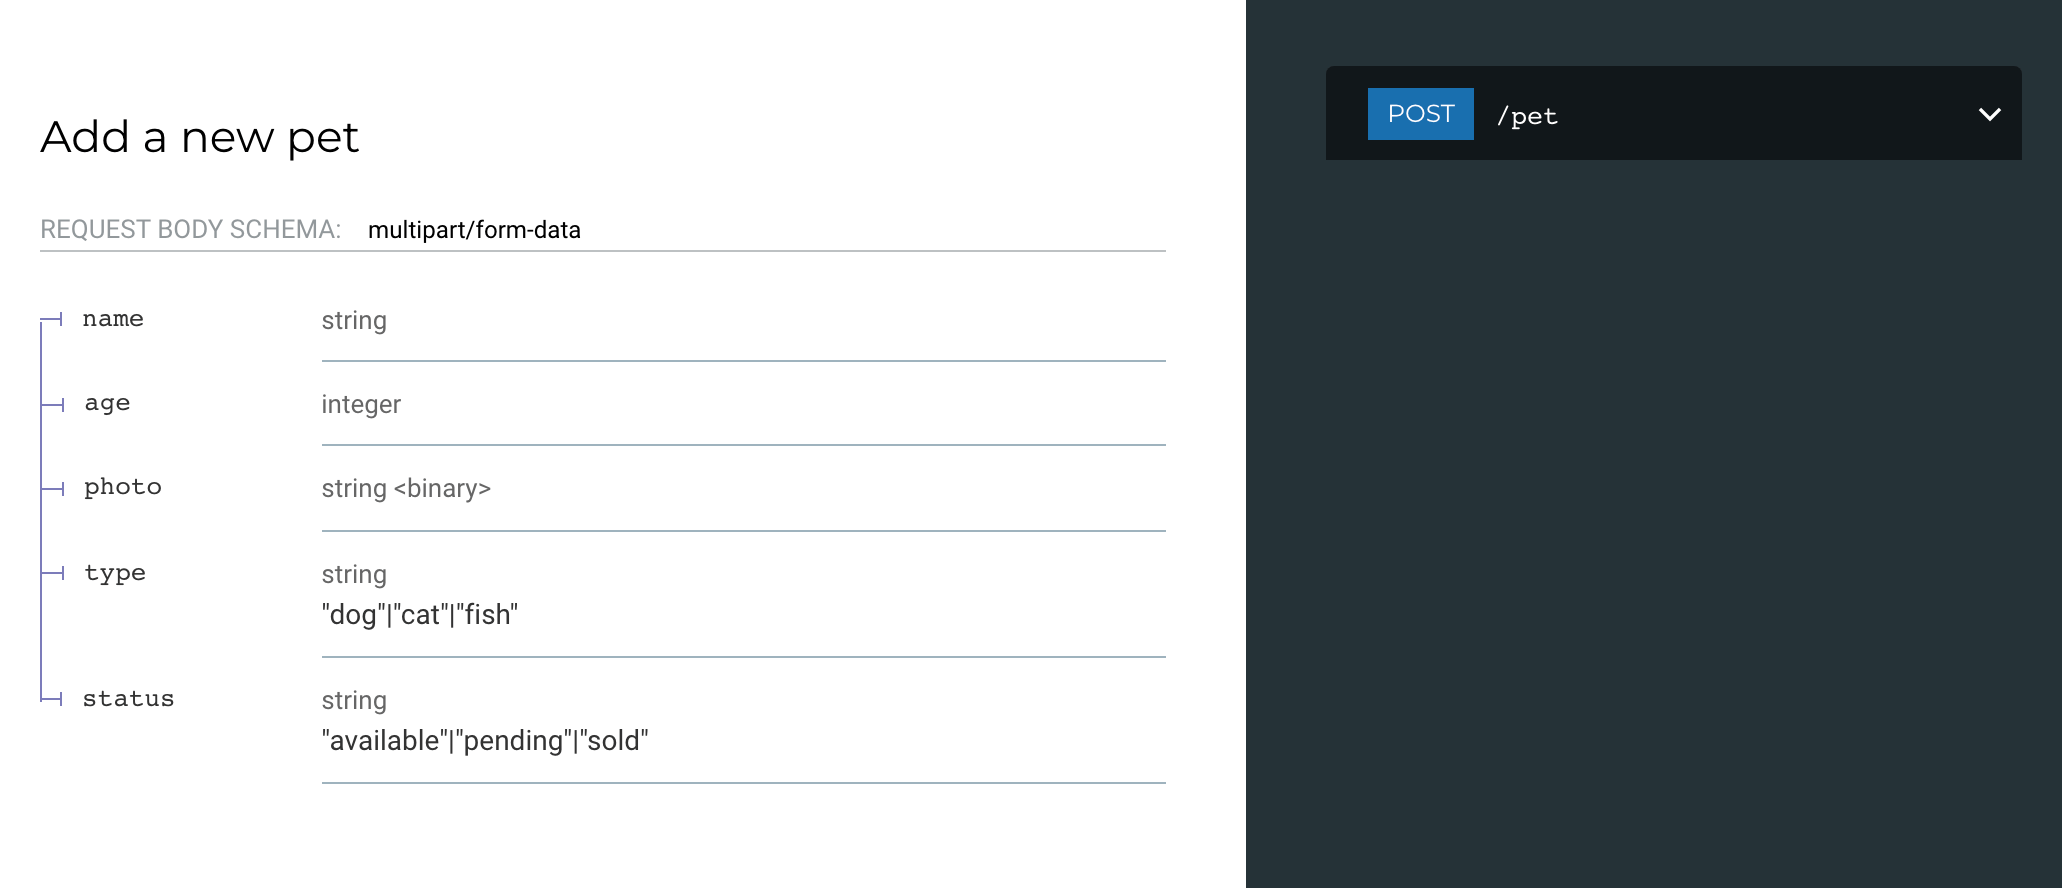 Add a new pet
REQUEST BODY SCHEMA: multipart/form-data
name string
age integer
photo string <binary>
type string
"dog"|"cat"|"fish"
status string
"available"|"pending"|"sold"
POST /pet